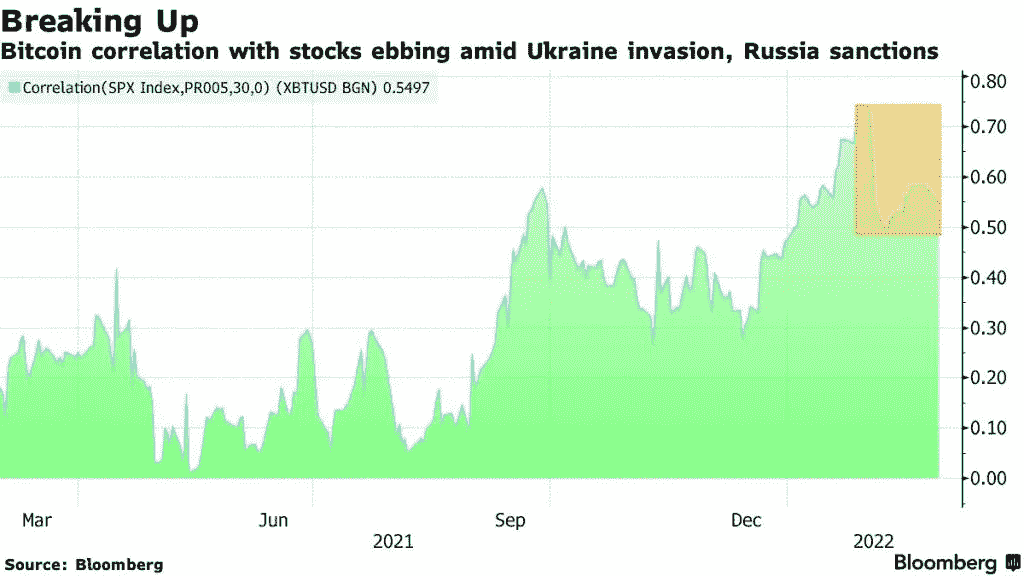 Breaking Up
Bitcoin correlation with stocks ebbing amid Ukraine invasion, Russia sanctions
Correlation(SPX Index,PR005,30,0) (XBTUSD BGN) 0.5497
0.80
0.70
0.60
0.50
0.40
0.30
0.20
0.10
0.00
Mar Jun Sep Dec
2021 2022
Source: Bloomberg Bloomberg